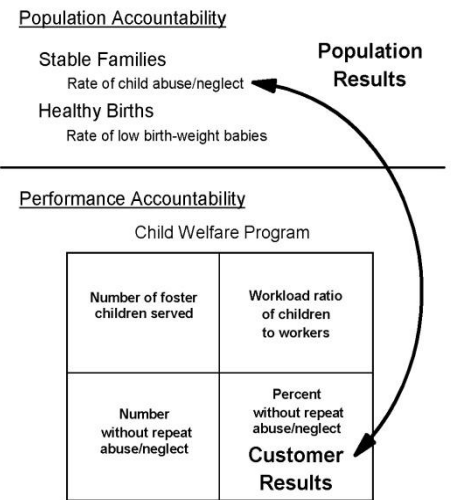 Population Accountability
Stable Families
Rate of child abuse/neglect
Healthy Births
Rate of low birth-weight babies
Population
Results
Performance Accountability
Child Welfare Program
Number of foster
children served
Workload ratio
of children
to workers
Number
without repeat
abuse/neglect
Percent
without repeat
abuse/neglect
Customer
Results